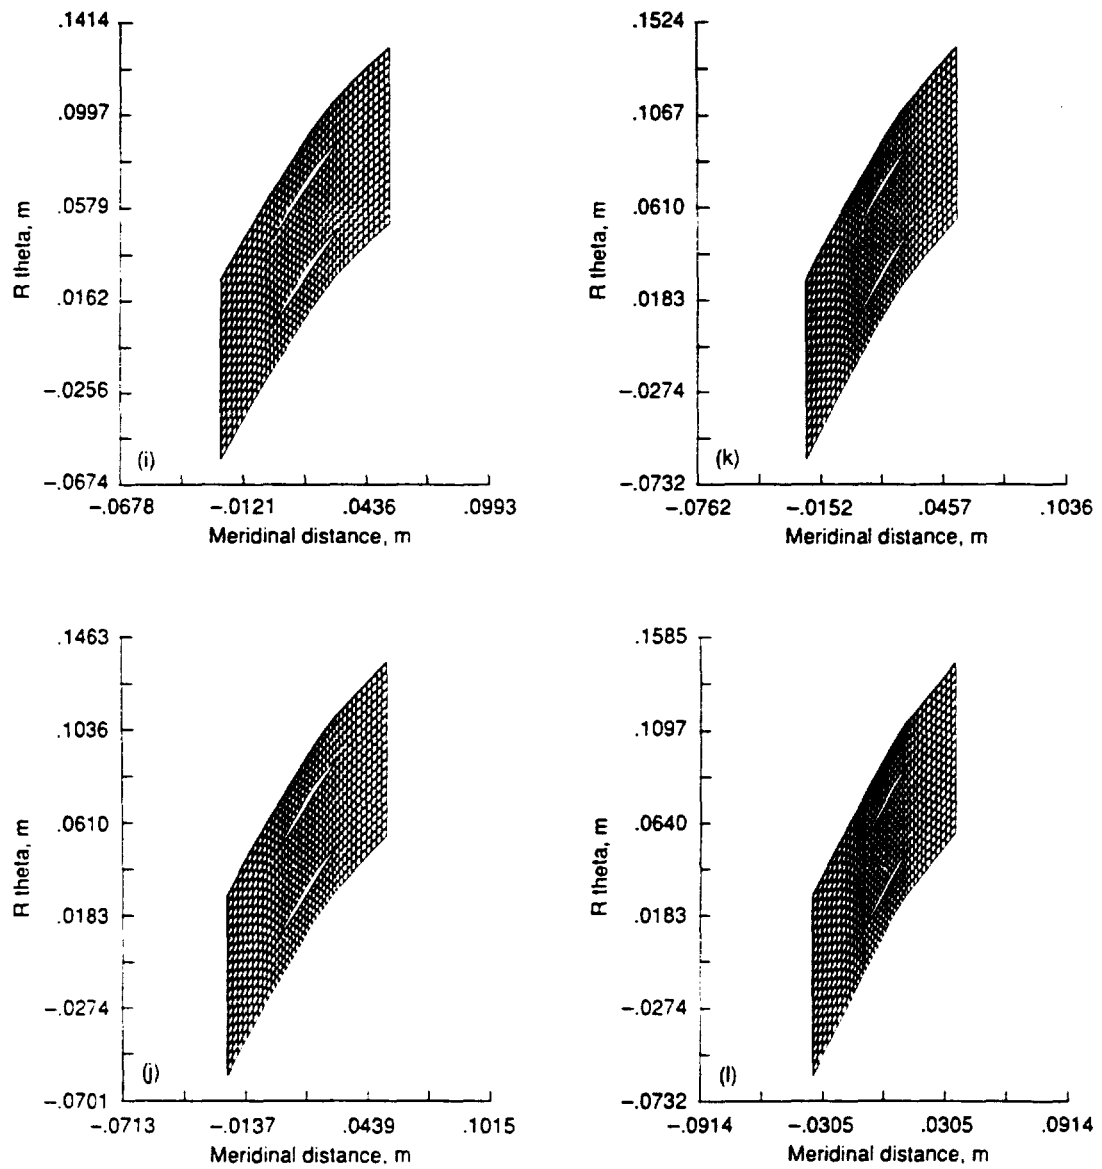 .1414
.0997
.0579
.0162
−.0256
−.0674
R theta, m
(i)
−.0678 −.0121 .0436 .0993
Meridinal distance, m
.1524
.1067
.0610
.0183
−.0274
−.0732
R theta, m
(k)
−.0762 −.0152 .0457 .1036
Meridinal distance, m
.1463
.1036
.0610
.0183
−.0274
−.0701
R theta, m
(j)
−.0713 −.0137 .0439 .1015
Meridinal distance, m
.1585
.1097
.0640
.0183
−.0274
−.0732
R theta, m
(l)
−.0914 −.0305 .0305 .0914
Meridinal distance, m